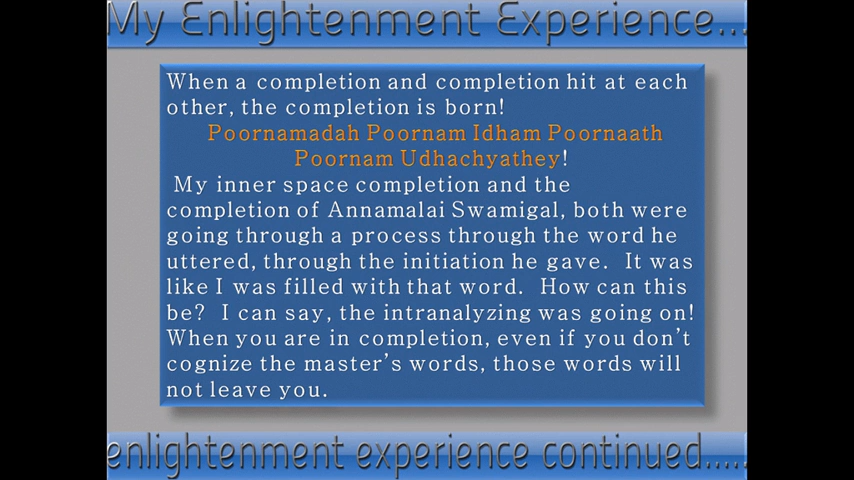 My Enlightenment Experience...
When a completion and completion hit at each
other, the completion is born!
Poornamadah Poornam Idham Poornaath
Poornam Udhachyathey!
My inner space completion and the
completion of Annamalai Swamigal, both were
going through a process through the word he
uttered, through the initiation he gave. It was
like I was filled with that word. How can this
be? I can say, the intranalyzing was going on!
When you are in completion, even if you don't
cognize the master's words, those words will
not leave you.
enlightenment experience continued.....